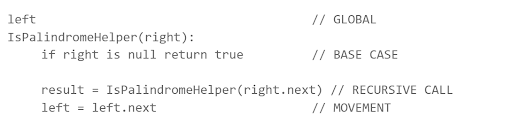 left // GLOBAL
IsPalindromeHelper(right):
if right is null return true // BASE CASE
result = IsPalindromeHelper(right.next) // RECURSIVE CALL
left = left.next // MOVEMENT